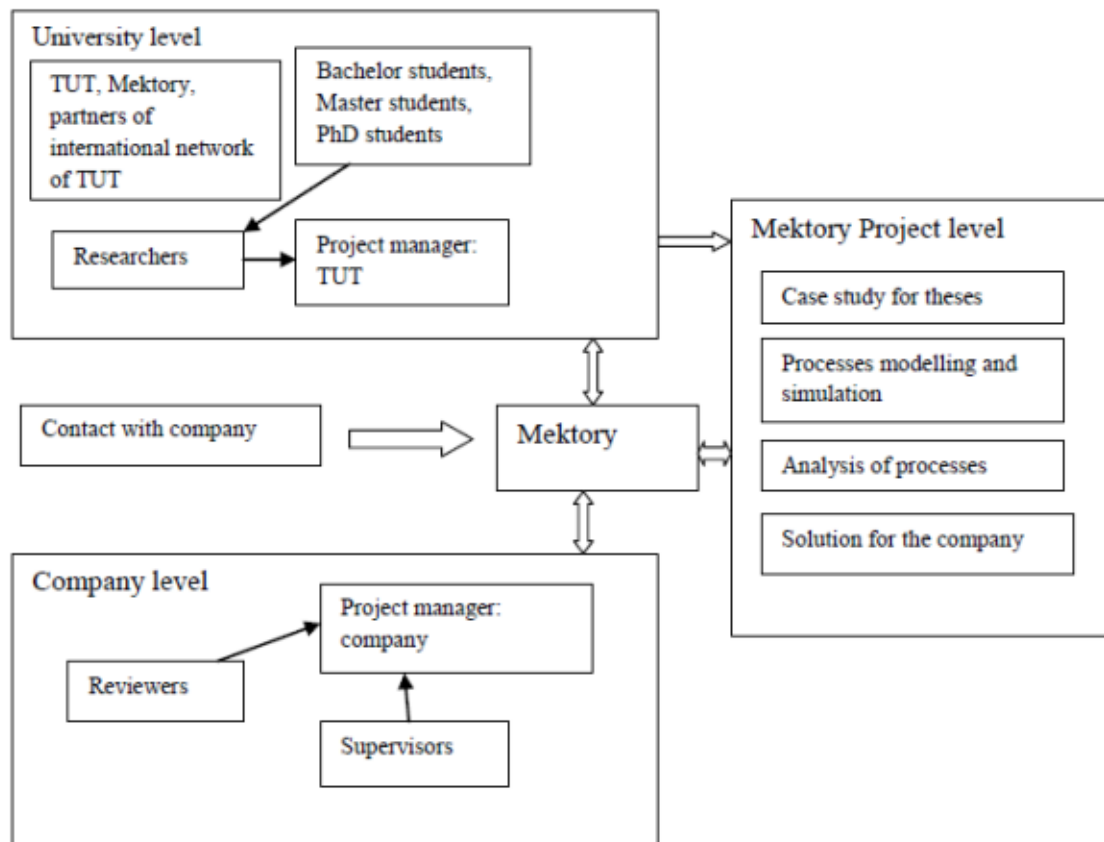 University level
TUT, Mektory,
partners of
international network
of TUT
Bachelor students,
Master students,
PhD students
Researchers
Project manager:
TUT
Mektory Project level
Case study for theses
Processes modelling and
simulation
Analysis of processes
Solution for the company
Contact with company
Mektory
Company level
Project manager:
company
Reviewers
Supervisors